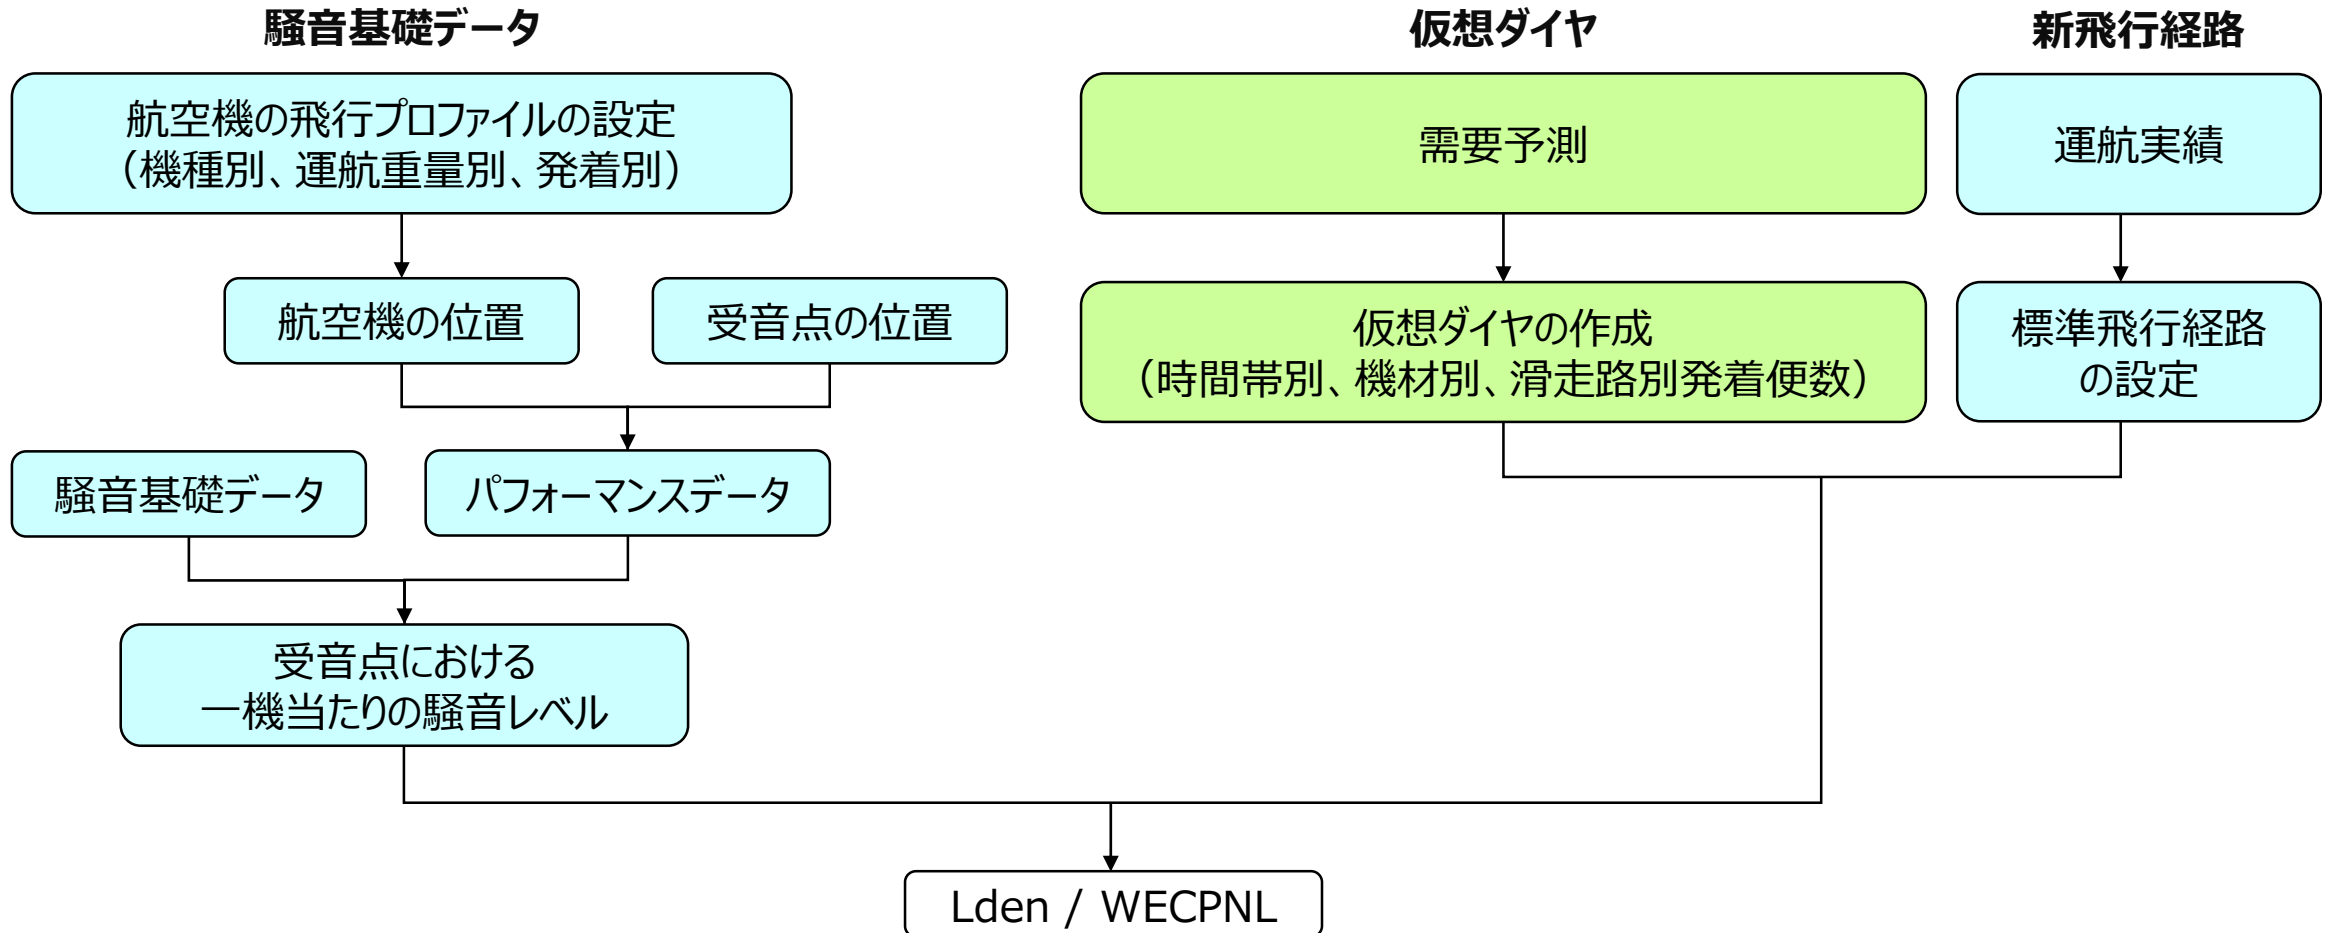 騒音基礎データ
仮想ダイヤ
新飛行経路
航空機の飛行プロファイルの設定
（機種別、運航重量別、発着別）
需要予測
運航実績
航空機の位置
受音点の位置
仮想ダイヤの作成
（時間帯別、機材別、滑走路別発着便数）
標準飛行経路
の設定
騒音基礎データ
パフォーマンスデータ
受音点における
一機当たりの騒音レベル
Lden / WECPNL